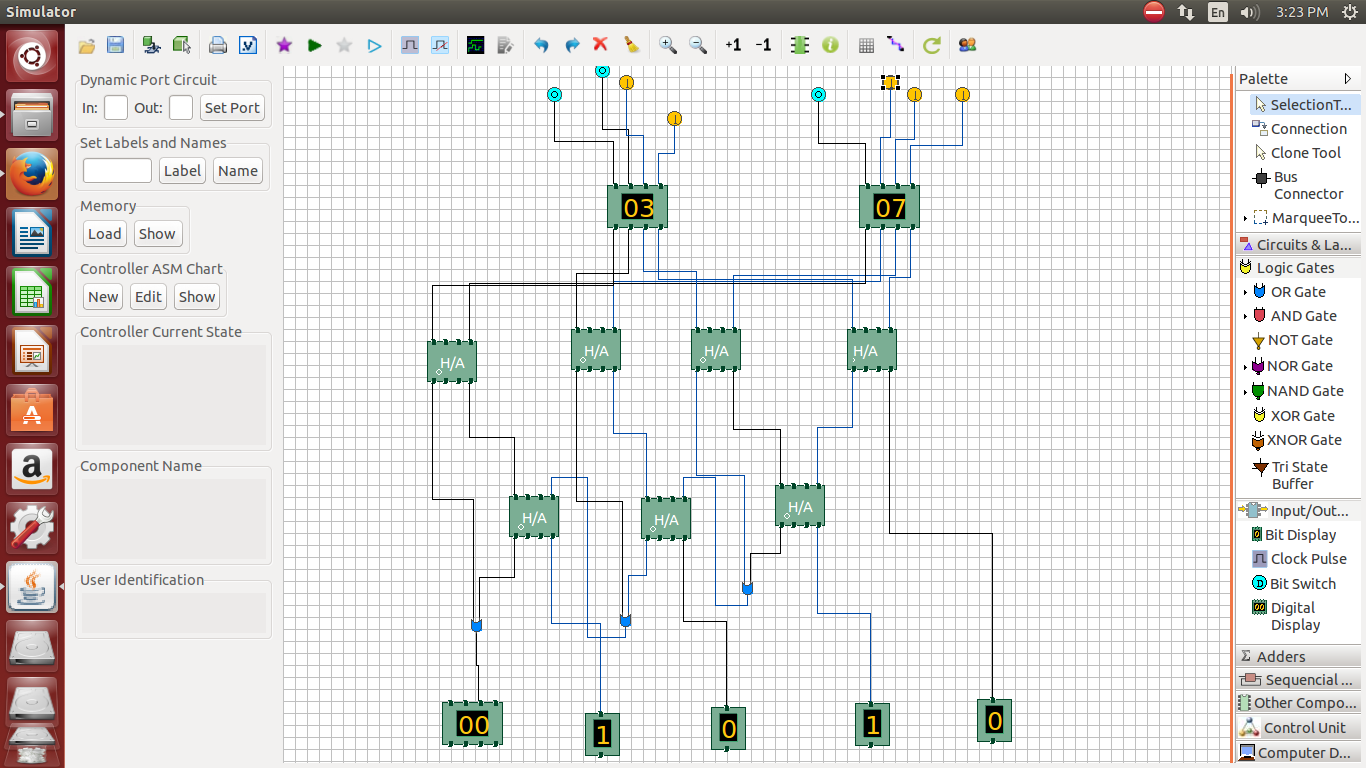 Simulator
En
3:23 PM
+1 -1
Dynamic Port Circuit
In: Out: Set Port
Set Labels and Names
Label Name
Memory
Load Show
Controller ASM Chart
New Edit Show
Controller Current State
Component Name
User Identification
03
07
H/A
H/A
H/A
H/A
H/A
H/A
H/A
00
1
0
1
0
Palette
SelectionT...
Connection
Clone Tool
Bus
Connector
MarqueeTo...
Circuits & La...
Logic Gates
OR Gate
AND Gate
NOT Gate
NOR Gate
NAND Gate
XOR Gate
XNOR Gate
Tri State
Buffer
Input/Out...
Bit Display
Clock Pulse
Bit Switch
Digital
Display
Σ Adders
Sequencial ...
Other Compo...
Control Unit
Computer D...